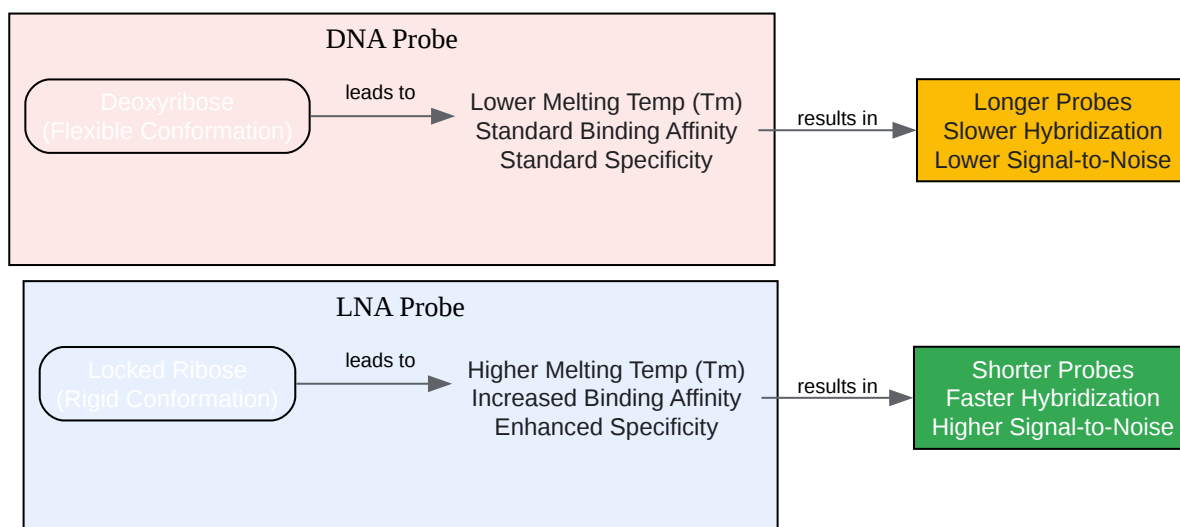 DNA Probe
Deoxyribose
(Flexible Conformation)
leads to
Lower Melting Temp (Tm)
Standard Binding Affinity
Standard Specificity
results in
Longer Probes
Slower Hybridization
Lower Signal-to-Noise
LNA Probe
Locked Ribose
(Rigid Conformation)
leads to
Higher Melting Temp (Tm)
Increased Binding Affinity
Enhanced Specificity
results in
Shorter Probes
Faster Hybridization
Higher Signal-to-Noise